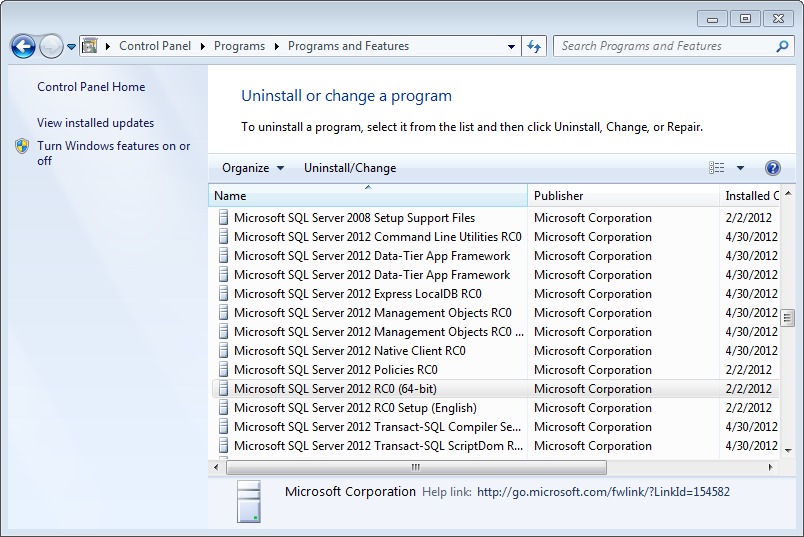 Control Panel Programs Programs and Features Search Programs and Features
Control Panel Home
View installed updates
Turn Windows features on or
off
Uninstall or change a program
To uninstall a program, select it from the list and then click Uninstall, Change, or Repair.
Organize Uninstall/Change
Name Publisher Installed O
Microsoft SQL Server 2008 Setup Support Files Microsoft Corporation 2/2/2012
Microsoft SQL Server 2012 Command Line Utilities RC0 Microsoft Corporation 4/30/2012
Microsoft SQL Server 2012 Data-Tier App Framework Microsoft Corporation 4/30/2012
Microsoft SQL Server 2012 Data-Tier App Framework Microsoft Corporation 4/30/2012
Microsoft SQL Server 2012 Express LocalDB RC0 Microsoft Corporation 4/30/2012
Microsoft SQL Server 2012 Management Objects RC0 Microsoft Corporation 4/30/2012
Microsoft SQL Server 2012 Management Objects RC0 ... Microsoft Corporation 4/30/2012
Microsoft SQL Server 2012 Native Client RC0 Microsoft Corporation 4/30/2012
Microsoft SQL Server 2012 Policies RC0 Microsoft Corporation 2/2/2012
Microsoft SQL Server 2012 RC0 (64-bit) Microsoft Corporation 2/2/2012
Microsoft SQL Server 2012 RC0 Setup (English) Microsoft Corporation 2/2/2012
Microsoft SQL Server 2012 Transact-SQL Compiler Se... Microsoft Corporation 4/30/2012
Microsoft SQL Server 2012 Transact-SQL ScriptDom R... Microsoft Corporation 4/30/2012
Microsoft Corporation Help link: http://go.microsoft.com/fwlink/?LinkId=154582